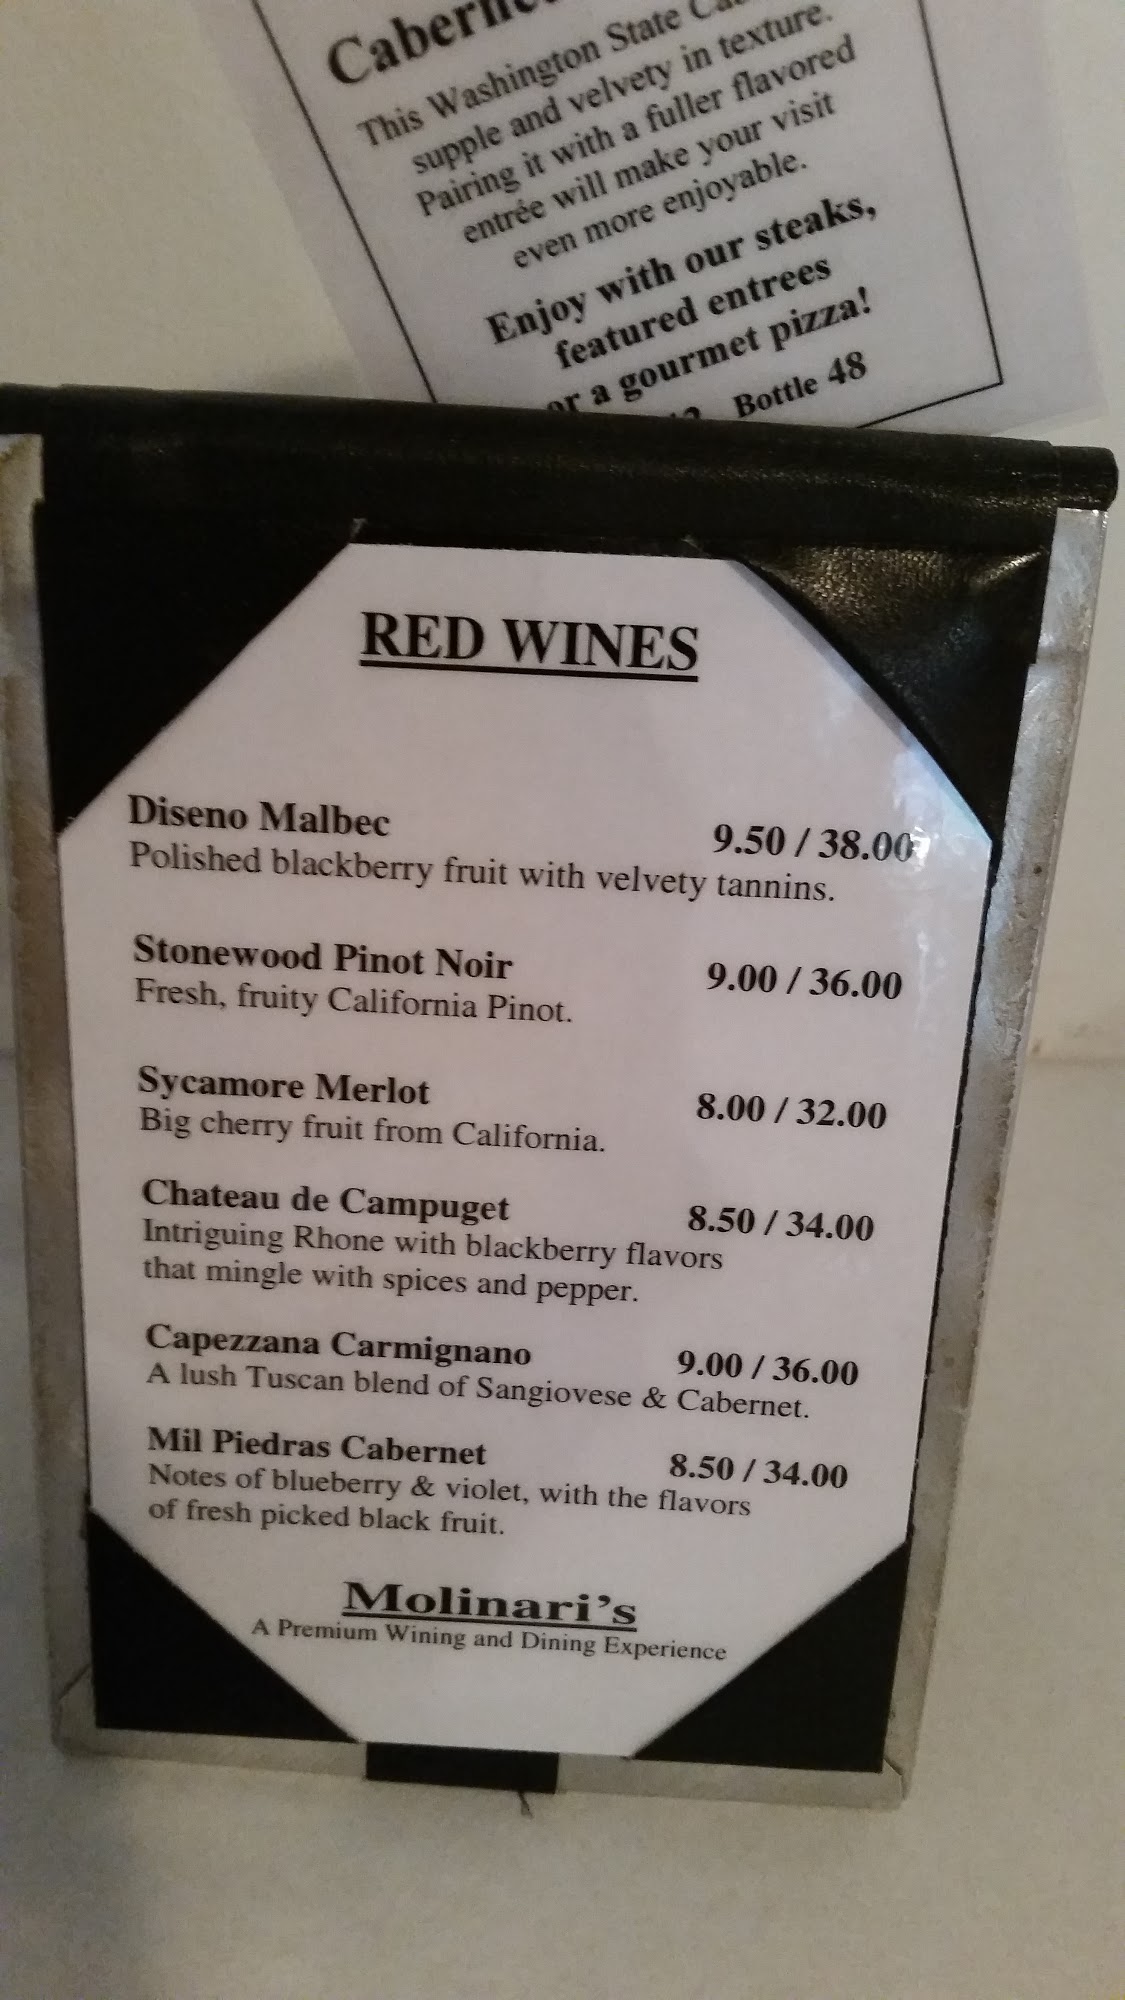 This Washington State
supple and velvety in texture.
Pairing it with a fuller flavored
entrée will make your visit
even more enjoyable.
Enjoy with our steaks,
featured entrees
or a gourmet pizza!
Bottle 48
RED WINES
Diseno Malbec 9.50 / 38.00
Polished blackberry fruit with velvety tannins.
Stonewood Pinot Noir 9.00 / 36.00
Fresh, fruity California Pinot.
Sycamore Merlot 8.00 / 32.00
Big cherry fruit from California.
Chateau de Campuget 8.50 / 34.00
Intriguing Rhone with blackberry flavors
that mingle with spices and pepper.
Capezzana Carmignano 9.00 / 36.00
A lush Tuscan blend of Sangiovese & Cabernet.
Mil Piedras Cabernet 8.50 / 34.00
Notes of blueberry & violet, with the flavors
of fresh picked black fruit.
Molinari's
A Premium Wining and Dining Experience